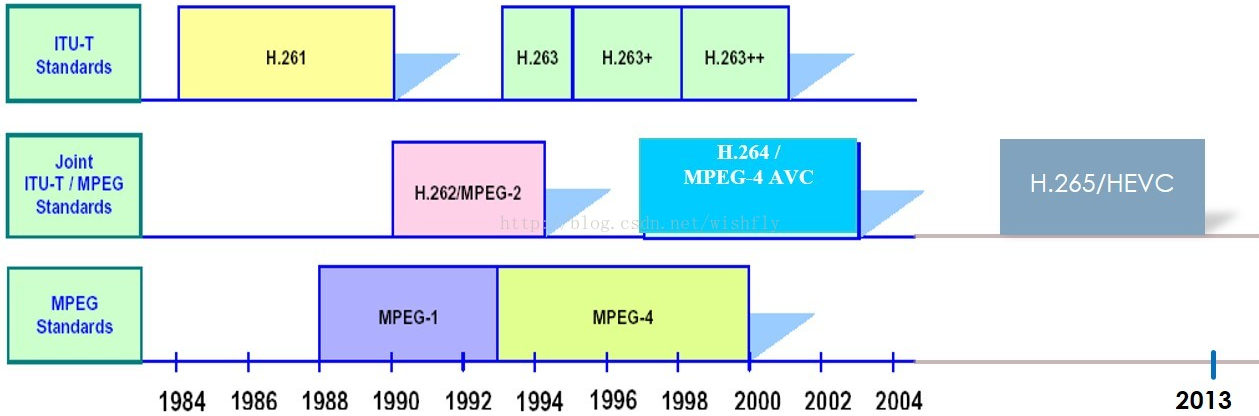 ITU-T
Standards
H.261
H.263
H.263+
H.263++
Joint
ITU-T / MPEG
Standards
H.262/MPEG-2
H.264 /
MPEG-4 AVC
H.265/HEVC
http://blog.csdn.net/wishfly
MPEG
Standards
MPEG-1
MPEG-4
1984 1986 1988 1990 1992 1994 1996 1998 2000 2002 2004 2013